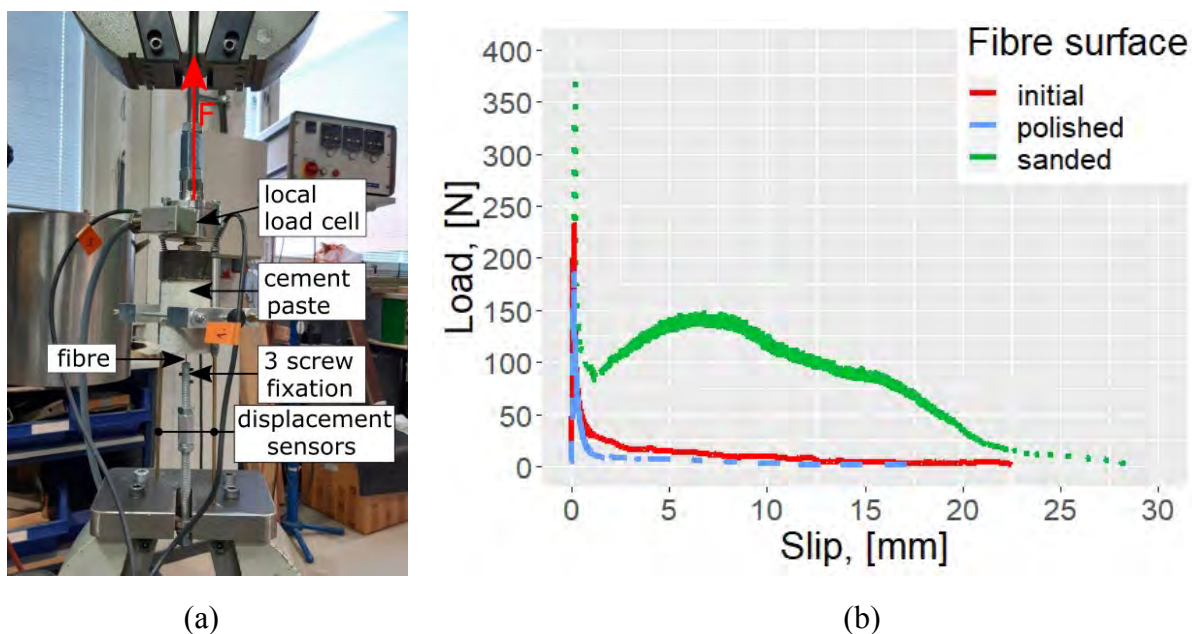 F
local
load cell
cement
paste
fibre
3 screw
fixation
displacement
sensors
(a)
Fibre surface
initial
polished
sanded
Load, [N]
400
350
300
250
200
150
100
50
0
0 5 10 15 20 25 30
Slip, [mm]
(b)